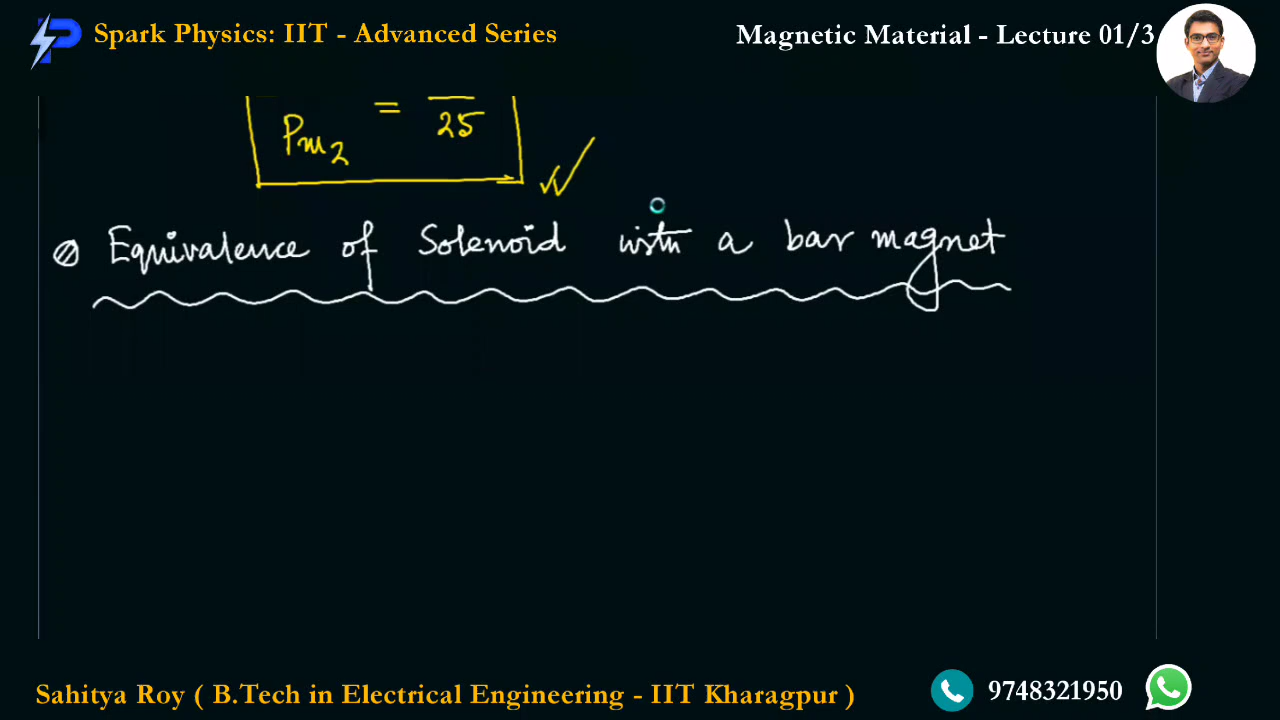 Spark Physics: IIT - Advanced Series
Magnetic Material - Lecture 01/3
Pm2 = 25
Equivalence of Solenoid with a bar magnet
Sahitya Roy ( B.Tech in Electrical Engineering - IIT Kharagpur )
9748321950